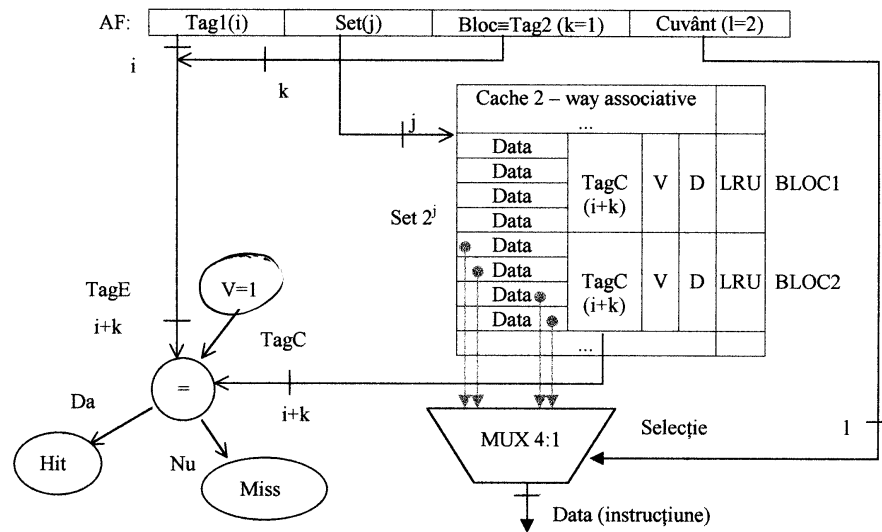 AF: Tag1(i) Set(j) Bloc≡Tag2 (k=1) Cuvânt (l=2)
i
k
j
Cache 2 – way associative
...
Data
Data
Data
Data
TagC (i+k) V D LRU BLOC1
Set 2^j
Data
Data
Data
Data
TagC (i+k) V D LRU BLOC2
...
TagE
i+k
V=1
TagC
=
i+k
Da
Nu
Hit
Miss
MUX 4:1
Selecție
l
Data (instrucțiune)